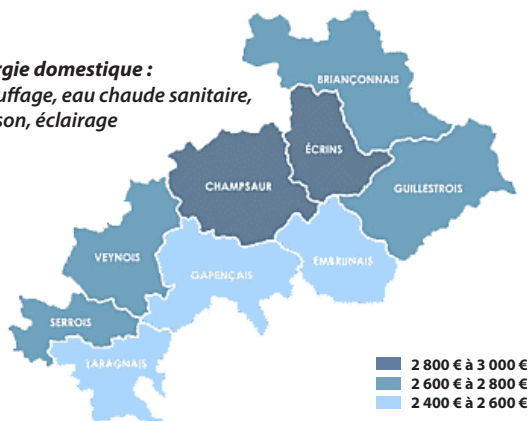 rgie domestique :
uffage, eau chaude sanitaire,
son, éclairage
BRIANÇONNAIS
ÉCRINS
CHAMPSAUR
GUILLESTROIS
VEYNOIS
GAPENÇAIS
EMBRUNAIS
SERROIS
LARAGNAIS
2 800 € à 3 000 €
2 600 € à 2 800 €
2 400 € à 2 600 €